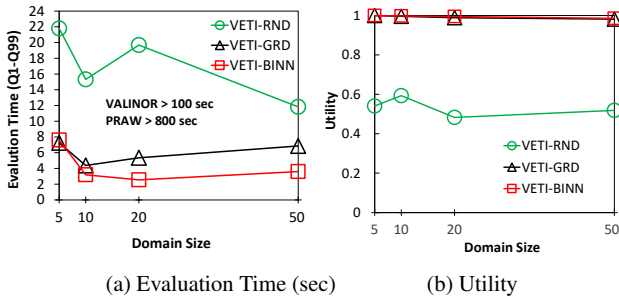 24
22
20
18
16
14
12
10
8
6
4
2
0
Evalution Time (Q1-Q99)
VETI-RND
VETI-GRD
VETI-BINN
VALINOR > 100 sec
PRAW > 800 sec
5 10 20 50
Domain Size
(a) Evaluation Time (sec)
1
0.8
0.6
0.4
0.2
0
Utility
VETI-RND
VETI-GRD
VETI-BINN
5 10 20 50
Domain Size
(b) Utility